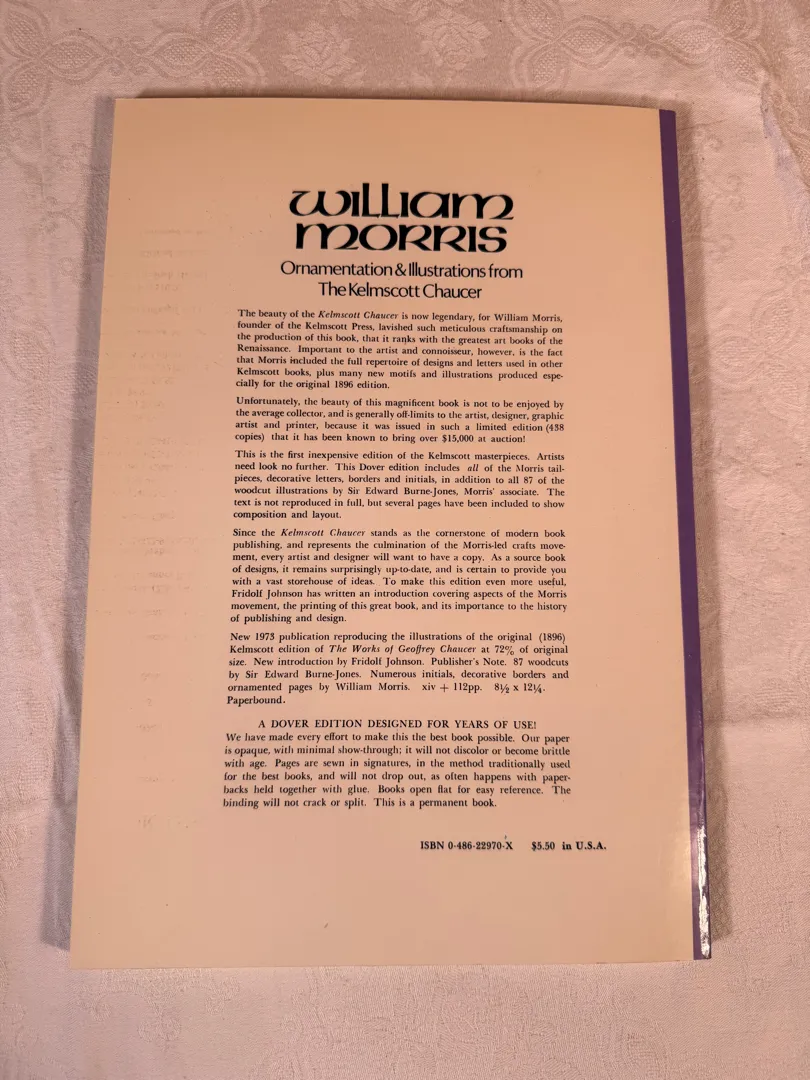 William
Morris
Ornamentation & Illustrations from
The Kelmscott Chaucer
The beauty of the Kelmscott Chaucer is now legendary, for William Morris,
founder of the Kelmscott Press, lavished such meticulous craftsmanship on
the production of this book, that it ranks with the greatest art books of the
Renaissance. Important to the artist and connoisseur, however, is the fact
that Morris included the full repertoire of designs and letters used in other
Kelmscott books, plus many new motifs and illustrations produced espe-
cially for the original 1896 edition.
Unfortunately, the beauty of this magnificent book is not to be enjoyed by
the average collector, and is generally off-limits to the artist, designer, graphic
artist and printer, because it was issued in such a limited edition (438
copies) that it has been known to bring over $15,000 at auction!
This is the first inexpensive edition of the Kelmscott masterpieces. Artists
need look no further. This Dover edition includes all of the Morris tail-
pieces, decorative letters, borders and initials, in addition to all 87 of the
woodcut illustrations by Sir Edward Burne-Jones, Morris' associate. The
text is not reproduced in full, but several pages have been included to show
composition and layout.
Since the Kelmscott Chaucer stands as the cornerstone of modern book
publishing, and represents the culmination of the Morris-led crafts move-
ment, every artist and designer will want to have a copy. As a source book
of designs, it remains surprisingly up-to-date, and is certain to provide you
with a vast storehouse of ideas. To make this edition even more useful,
Fridolf Johnson has written an introduction covering aspects of the Morris
movement, the printing of this great book, and its importance to the history
of publishing and design.
New 1973 publication reproducing the illustrations of the original (1896)
Kelmscott edition of The Works of Geoffrey Chaucer at 72% of original
size. New introduction by Fridolf Johnson. Publisher's Note. 87 woodcuts
by Sir Edward Burne-Jones. Numerous initials, decorative borders and
ornamented pages by William Morris. xiv + 112pp. 8½ x 12¼.
Paperbound.
A DOVER EDITION DESIGNED FOR YEARS OF USE!
We have made every effort to make this the best book possible. Our paper
is opaque, with minimal show-through; it will not discolor or become brittle
with age. Pages are sewn in signatures, in the method traditionally used
for the best books, and will not drop out, as often happens with paper-
backs held together with glue. Books open flat for easy reference. The
binding will not crack or split. This is a permanent book.
ISBN 0-486-22970-X $5.50 in U.S.A.